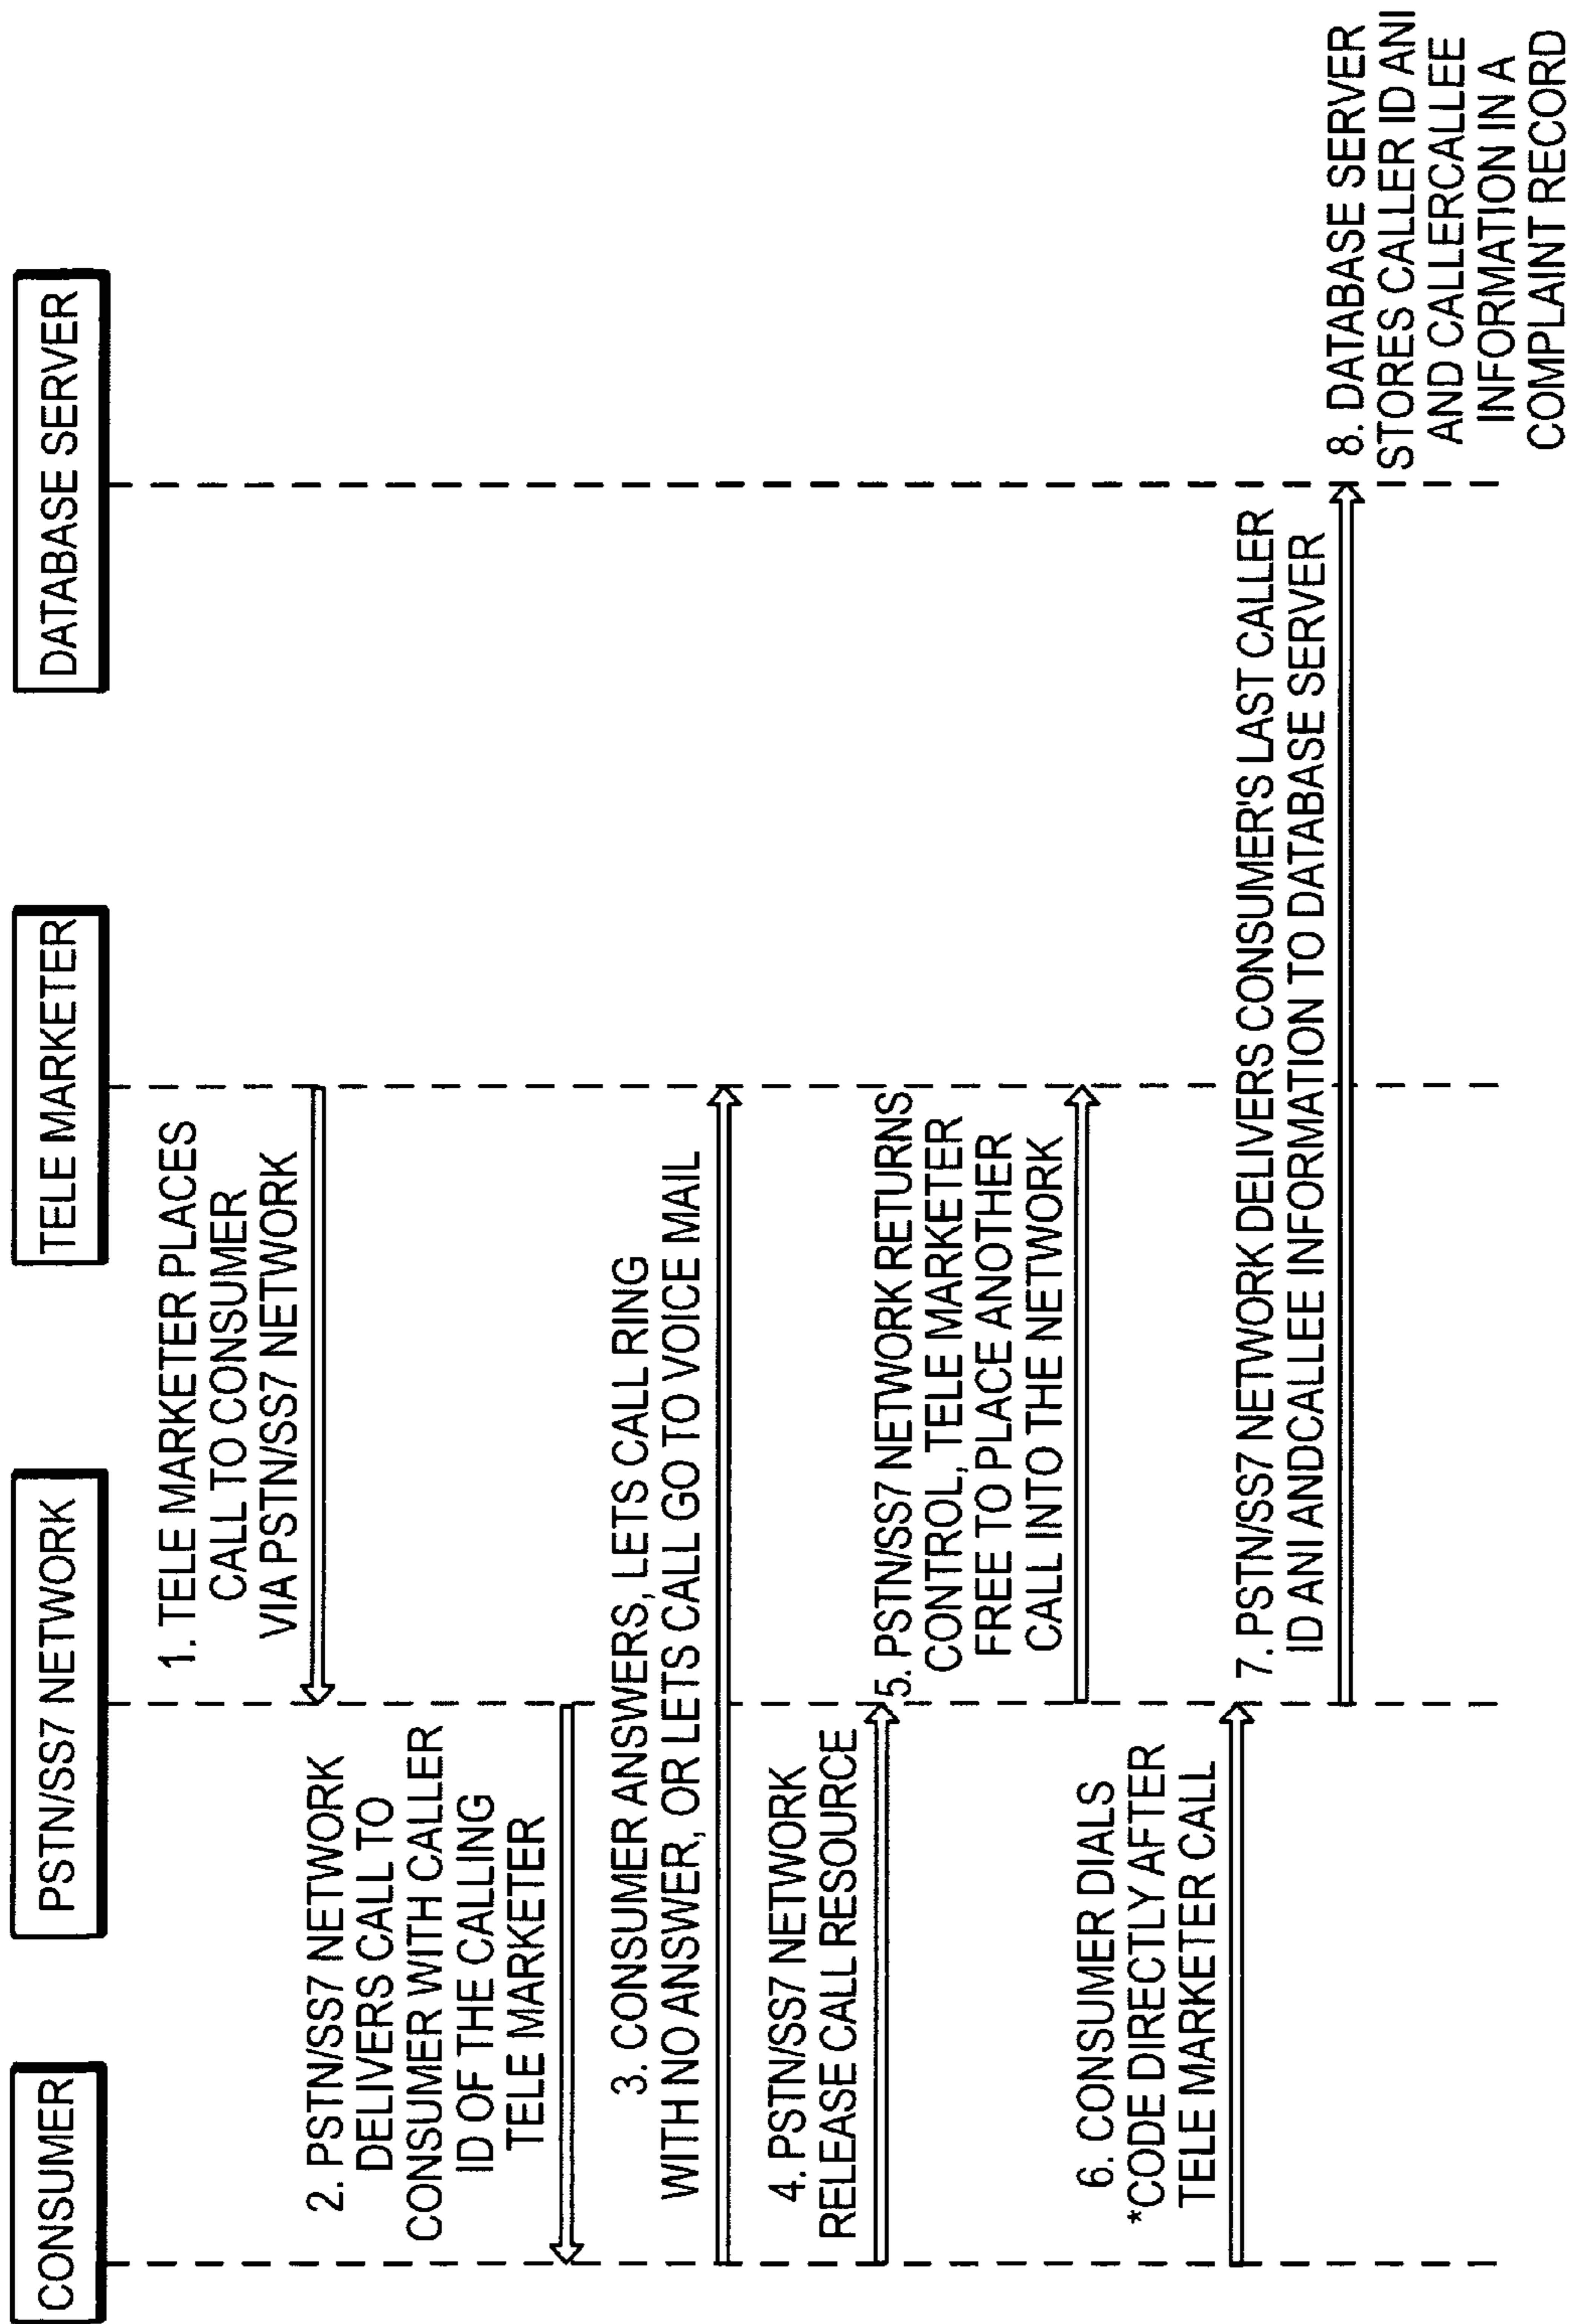 CONSUMER
PSTN/SS7 NETWORK
TELE MARKETER
DATABASE SERVER
1. TELE MARKETER PLACES
CALL TO CONSUMER
VIA PSTN/SS7 NETWORK
2. PSTN/SS7 NETWORK
DELIVERS CALL TO
CONSUMER WITH CALLER
ID OF THE CALLING
TELE MARKETER
3. CONSUMER ANSWERS, LETS CALL RING
WITH NO ANSWER, OR LETS CALL GO TO VOICE MAIL
4. PSTN/SS7 NETWORK
RELEASE CALL RESOURCE
5. PSTN/SS7 NETWORK RETURNS
CONTROL, TELE MARKETER
FREE TO PLACE ANOTHER
CALL INTO THE NETWORK
6. CONSUMER DIALS
*CODE DIRECTLY AFTER
TELE MARKETER CALL
7. PSTN/SS7 NETWORK DELIVERS CONSUMER'S LAST CALLER
ID ANI ANDCALLEE INFORMATION TO DATABASE SERVER
8. DATABASE SERVER
STORES CALLER ID ANI
AND CALLERCALLEE
INFORMATION IN A
COMPLAINT RECORD